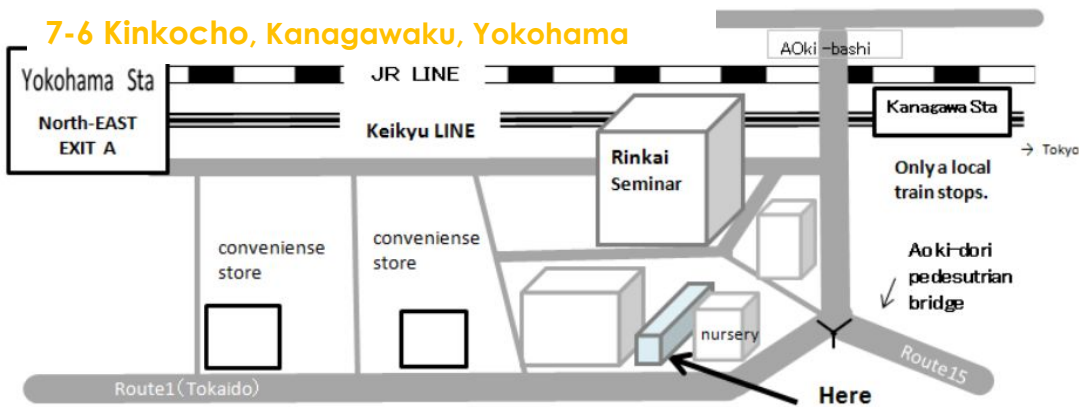 7-6 Kinkocho, Kanagawaku, Yokohama
AOki -bashi
Yokohama Sta
North-EAST
EXIT A
JR LINE
Keikyu LINE
Kanagawa Sta
→ Tokyo
Only a local
train stops.
Rinkai
Seminar
conveniense
store
conveniense
store
Aoki-dori
pedesutrian
bridge
nursery
Route1(Tokaido)
Route15
Here